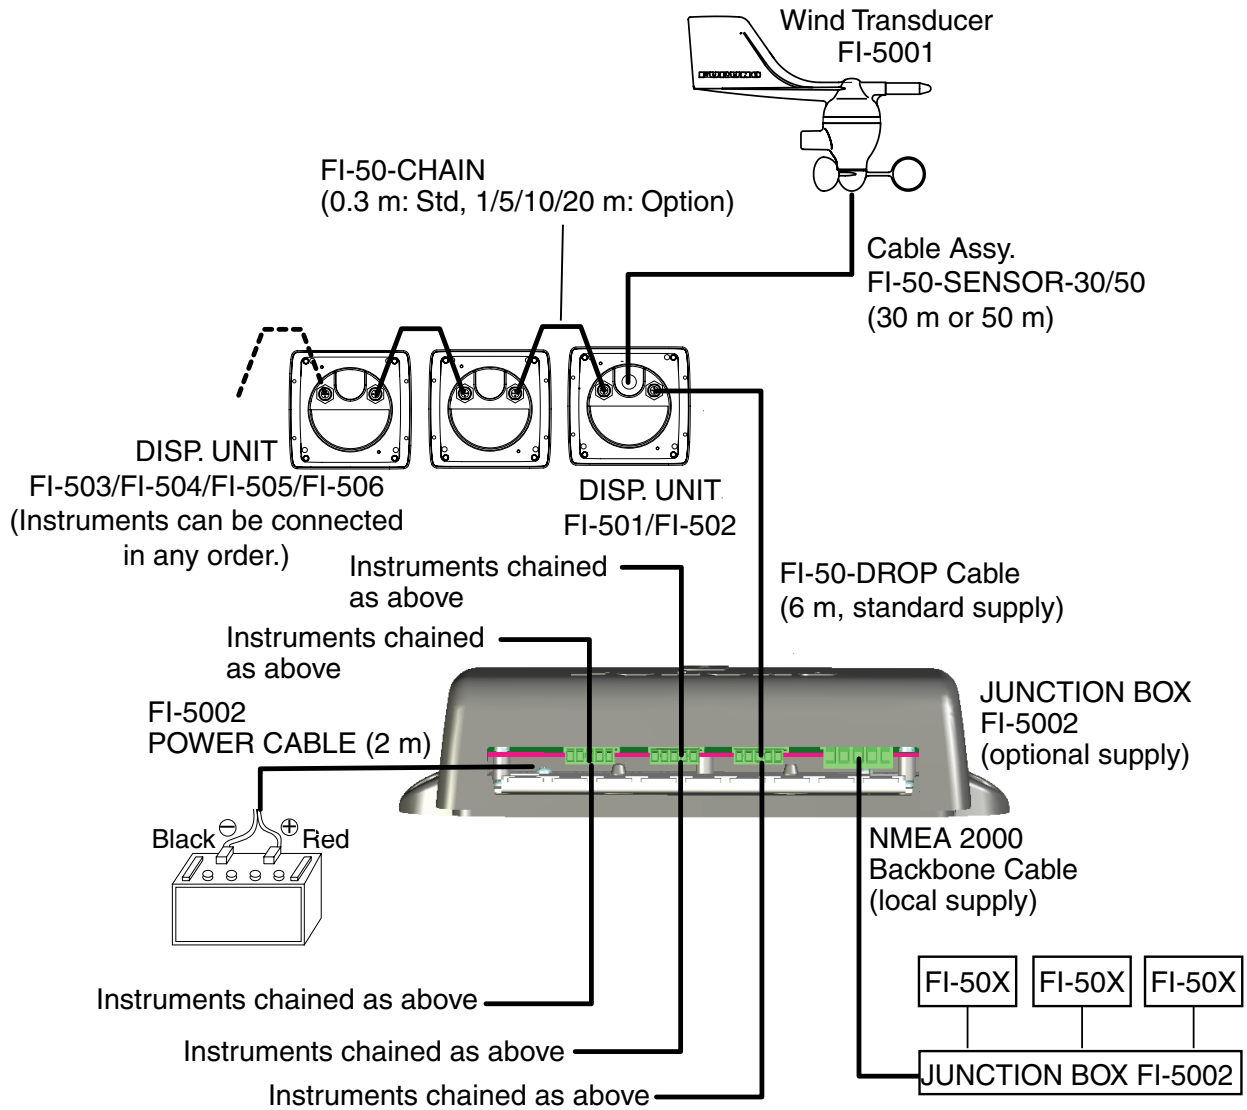 Wind Transducer
FI-5001
FI-50-CHAIN
(0.3 m: Std, 1/5/10/20 m: Option)
Cable Assy.
FI-50-SENSOR-30/50
(30 m or 50 m)
DISP. UNIT
FI-503/FI-504/FI-505/FI-506
(Instruments can be connected
in any order.)
DISP. UNIT
FI-501/FI-502
Instruments chained
as above
FI-50-DROP Cable
(6 m, standard supply)
Instruments chained
as above
FI-5002
POWER CABLE (2 m)
JUNCTION BOX
FI-5002
(optional supply)
Black
⊖
⊕
Red
NMEA 2000
Backbone Cable
(local supply)
Instruments chained as above
Instruments chained as above
Instruments chained as above
FI-50X
FI-50X
FI-50X
JUNCTION BOX FI-5002